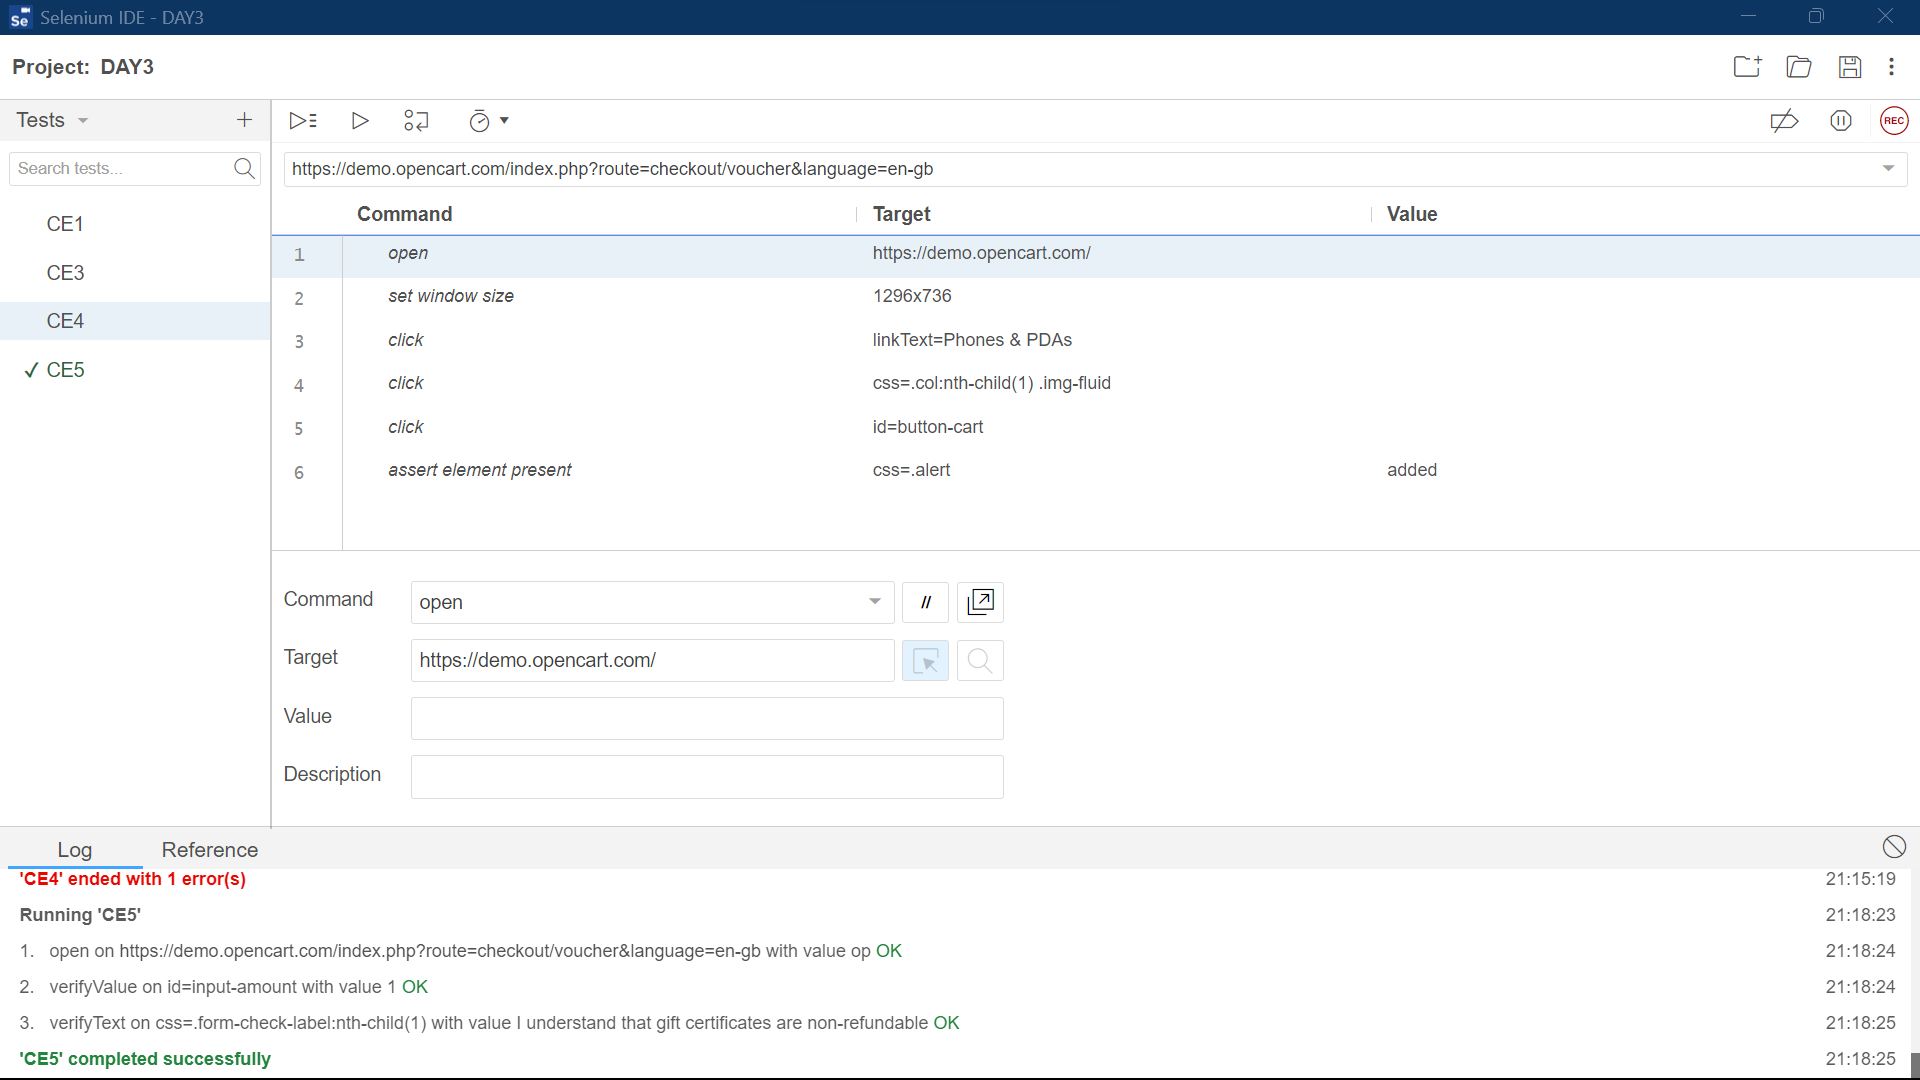 Se Selenium IDE - DAY3
Project: DAY3
Tests
Search tests...
CE1
CE3
CE4
✓ CE5
REC
https://demo.opencart.com/index.php?route=checkout/voucher&language=en-gb
Command Target Value
1 open https://demo.opencart.com/
2 set window size 1296x736
3 click linkText=Phones & PDAs
4 click css=.col:nth-child(1) .img-fluid
5 click id=button-cart
6 assert element present css=.alert added
Command open //
Target https://demo.opencart.com/
Value
Description
Log Reference
'CE4' ended with 1 error(s) 21:15:19
Running 'CE5' 21:18:23
1. open on https://demo.opencart.com/index.php?route=checkout/voucher&language=en-gb with value op OK 21:18:24
2. verifyValue on id=input-amount with value 1 OK 21:18:24
3. verifyText on css=.form-check-label:nth-child(1) with value I understand that gift certificates are non-refundable OK 21:18:25
'CE5' completed successfully 21:18:25